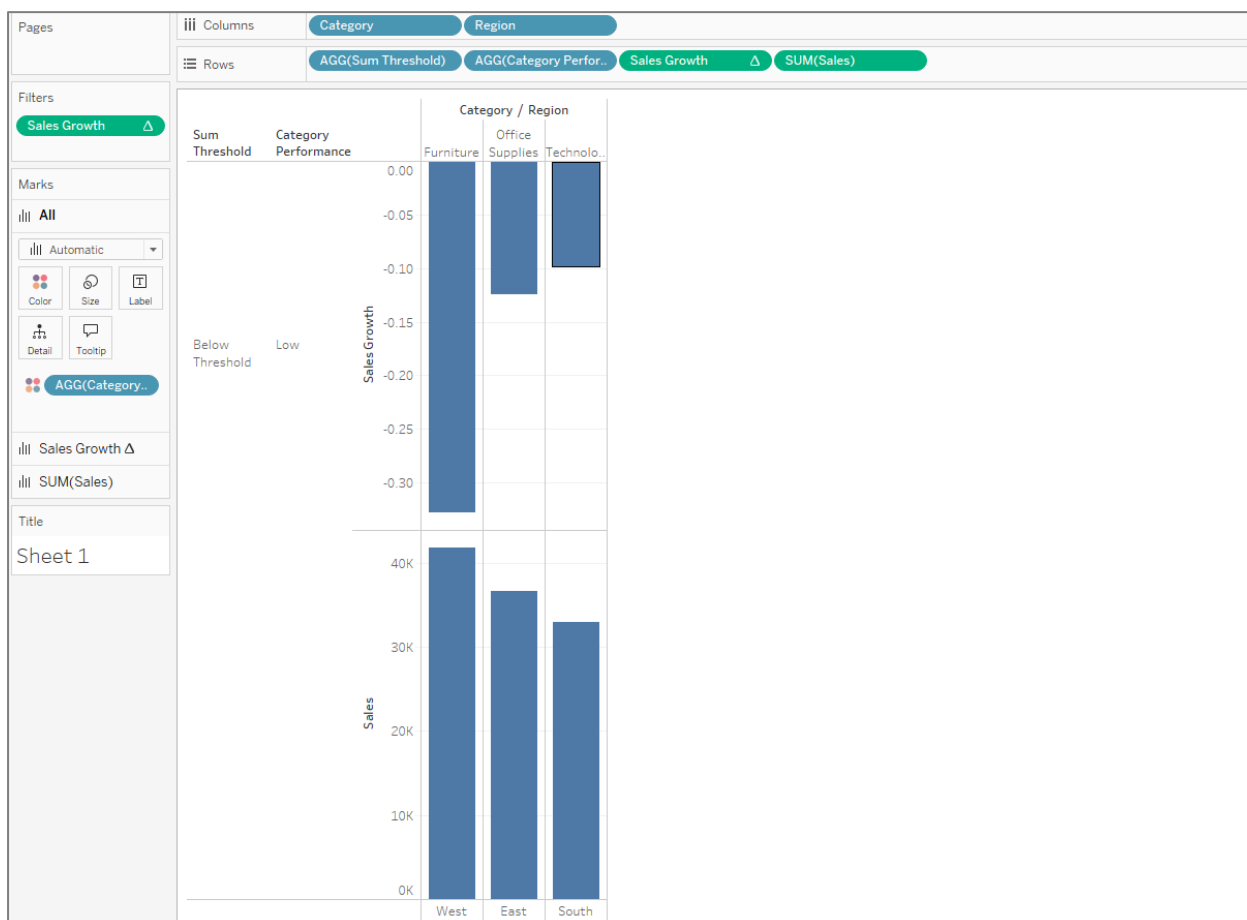 Pages
Columns
Category
Region
Rows
AGG(Sum Threshold)
AGG(Category Perfor..
Sales Growth Δ
SUM(Sales)
Filters
Sales Growth Δ
Marks
All
Automatic
Color
Size
Label
Detail
Tooltip
AGG(Category..
Sales Growth Δ
SUM(Sales)
Title
Sheet 1
Category / Region
Sum
Threshold
Category
Performance
Furniture
Office
Supplies
Technolo..
Below
Threshold
Low
Sales Growth
0.00
-0.05
-0.10
-0.15
-0.20
-0.25
-0.30
Sales
40K
30K
20K
10K
0K
West
East
South